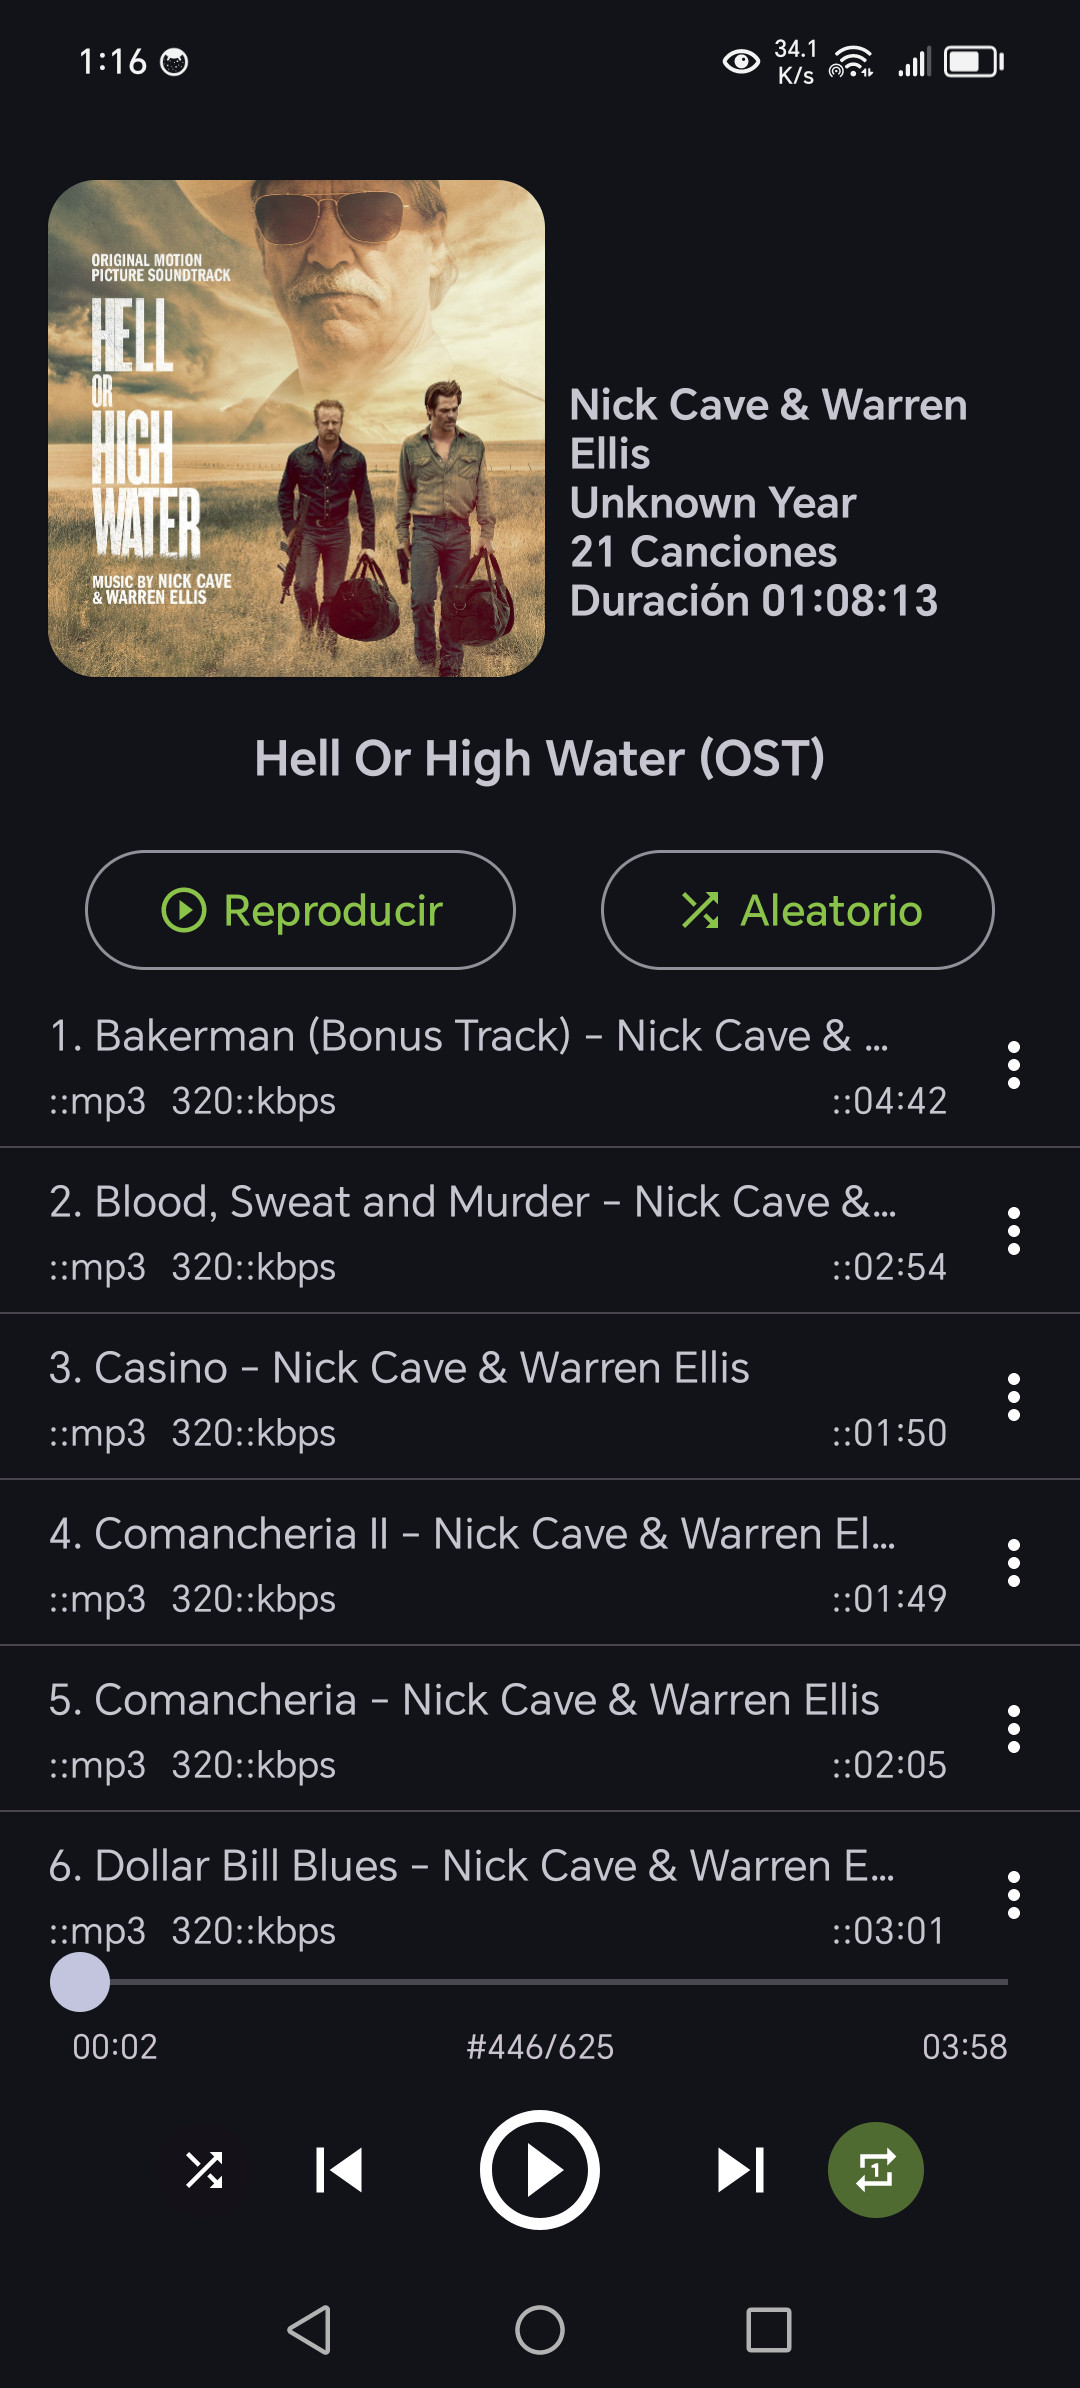 1:16
34.1
K/s
ORIGINAL MOTION
PICTURE SOUNDTRACK
HELL
OR
HIGH
WATER
MUSIC BY NICK CAVE
& WARREN ELLIS
Nick Cave & Warren
Ellis
Unknown Year
21 Canciones
Duración 01:08:13
Hell Or High Water (OST)
Reproducir
Aleatorio
1. Bakerman (Bonus Track) - Nick Cave & ...
::mp3 320::kbps ::04:42
2. Blood, Sweat and Murder - Nick Cave &...
::mp3 320::kbps ::02:54
3. Casino - Nick Cave & Warren Ellis
::mp3 320::kbps ::01:50
4. Comancheria II - Nick Cave & Warren El...
::mp3 320::kbps ::01:49
5. Comancheria - Nick Cave & Warren Ellis
::mp3 320::kbps ::02:05
6. Dollar Bill Blues - Nick Cave & Warren E...
::mp3 320::kbps ::03:01
00:02 #446/625 03:58
1